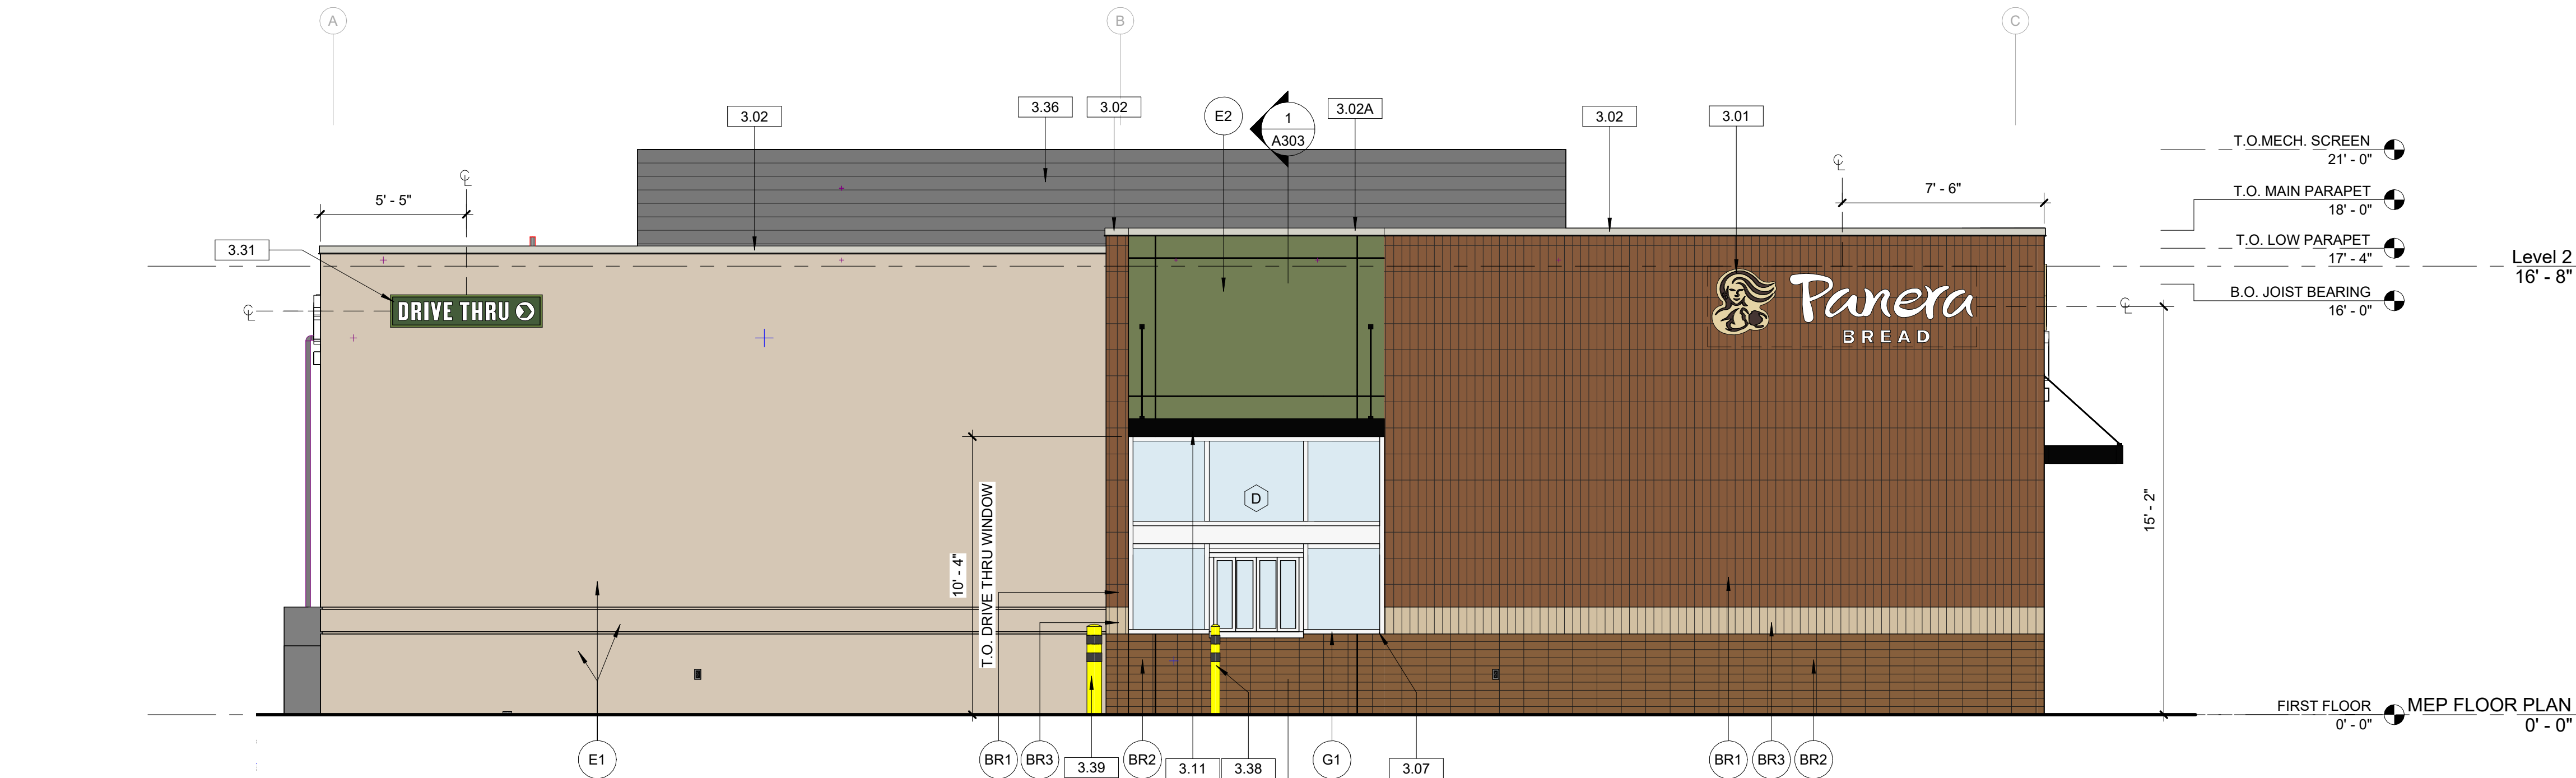 A
B
C
3.02
3.36
3.02
E2
1
A303
3.02A
3.02
3.01
T.O.MECH. SCREEN
21' - 0"
5' - 5"
7' - 6"
T.O. MAIN PARAPET
18' - 0"
3.31
T.O. LOW PARAPET
17' - 4"
Level 2
16' - 8"
B.O. JOIST BEARING
16' - 0"
DRIVE THRU
Panera
BREAD
D
10' - 4"
T.O. DRIVE THRU WINDOW
15' - 2"
FIRST FLOOR
0' - 0"
MEP FLOOR PLAN
0' - 0"
E1
BR1
BR3
3.39
BR2
3.11
3.38
G1
3.07
BR1
BR3
BR2